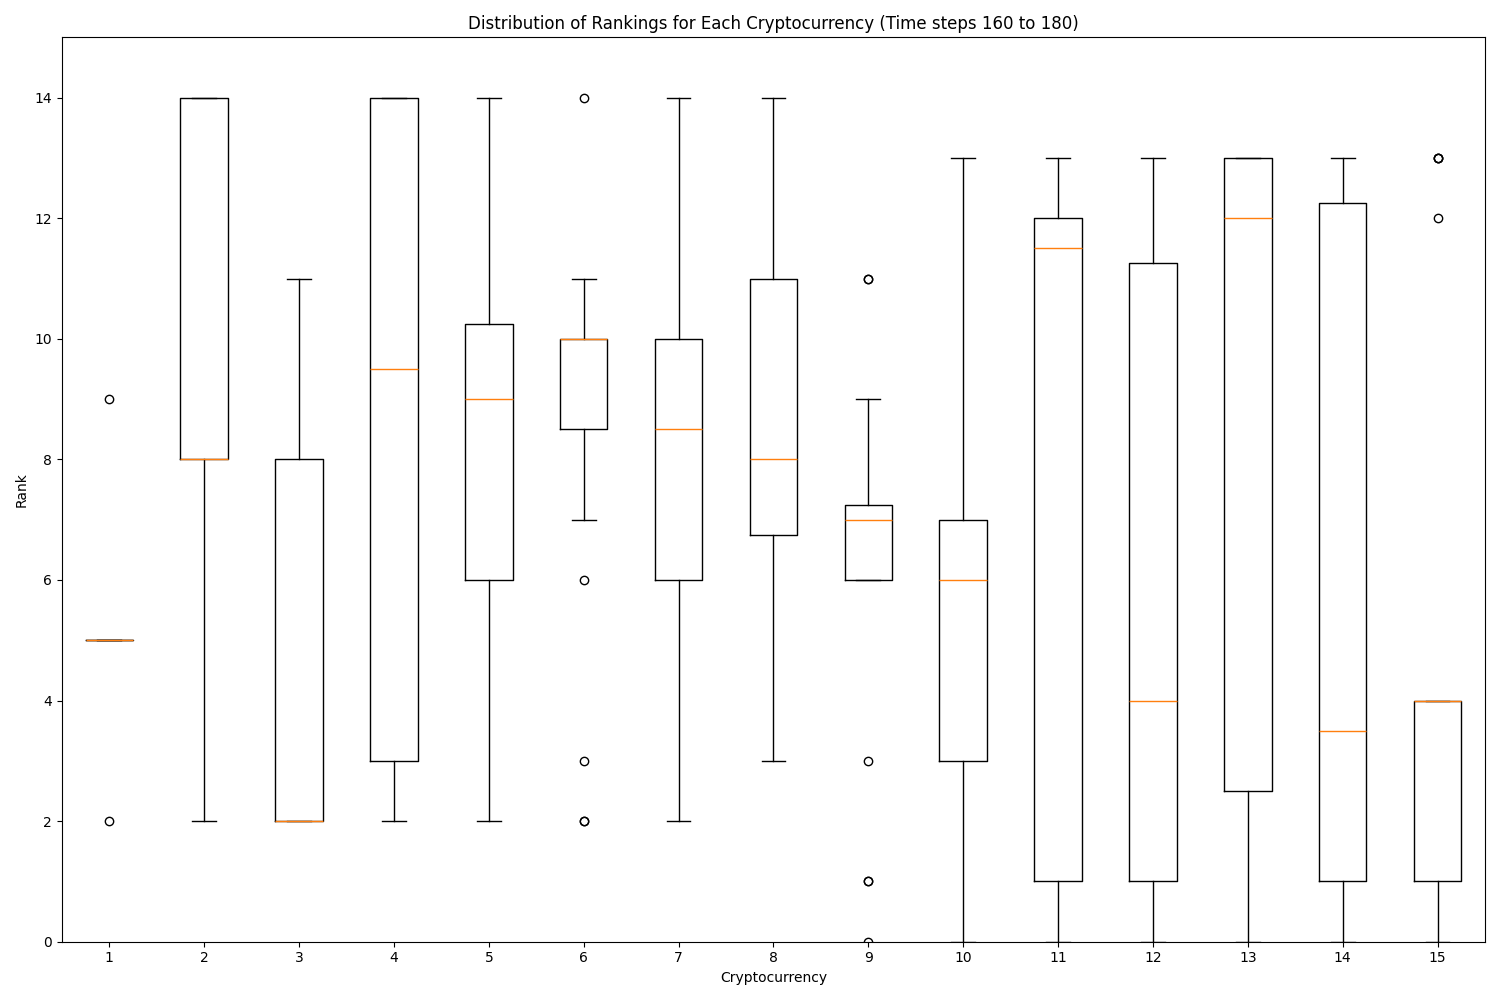 Distribution of Rankings for Each Cryptocurrency (Time steps 160 to 180)
Rank
14
12
10
8
6
4
2
0
1 2 3 4 5 6 7 8 9 10 11 12 13 14 15
Cryptocurrency